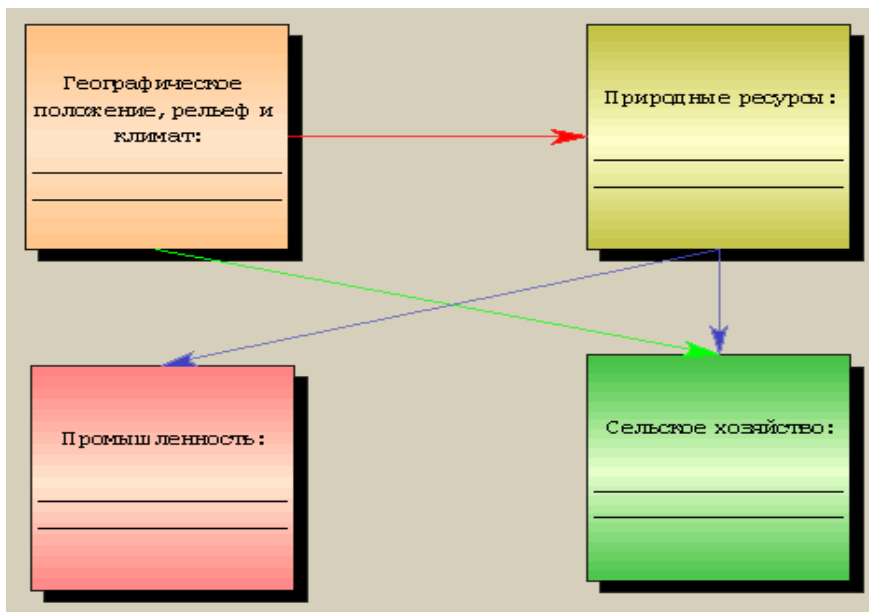 Географическое
положение, рельеф и
климат:
Природные ресурсы:
Промышленность:
Сельское хозяйство: